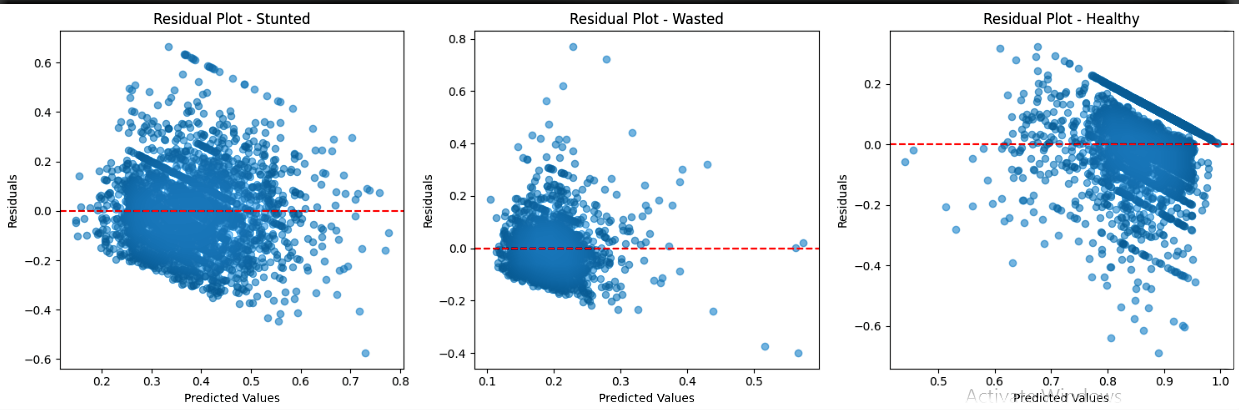 Residual Plot - Stunted
0.6
0.4
0.2
0.0
−0.2
−0.4
−0.6
Residuals
0.2 0.3 0.4 0.5 0.6 0.7 0.8
Predicted Values
Residual Plot - Wasted
0.8
0.6
0.4
0.2
0.0
−0.2
−0.4
Residuals
0.1 0.2 0.3 0.4 0.5
Predicted Values
Residual Plot - Healthy
0.2
0.0
−0.2
−0.4
−0.6
Residuals
0.5 0.6 0.7 0.8 0.9 1.0
Predicted Values
Activate Windows